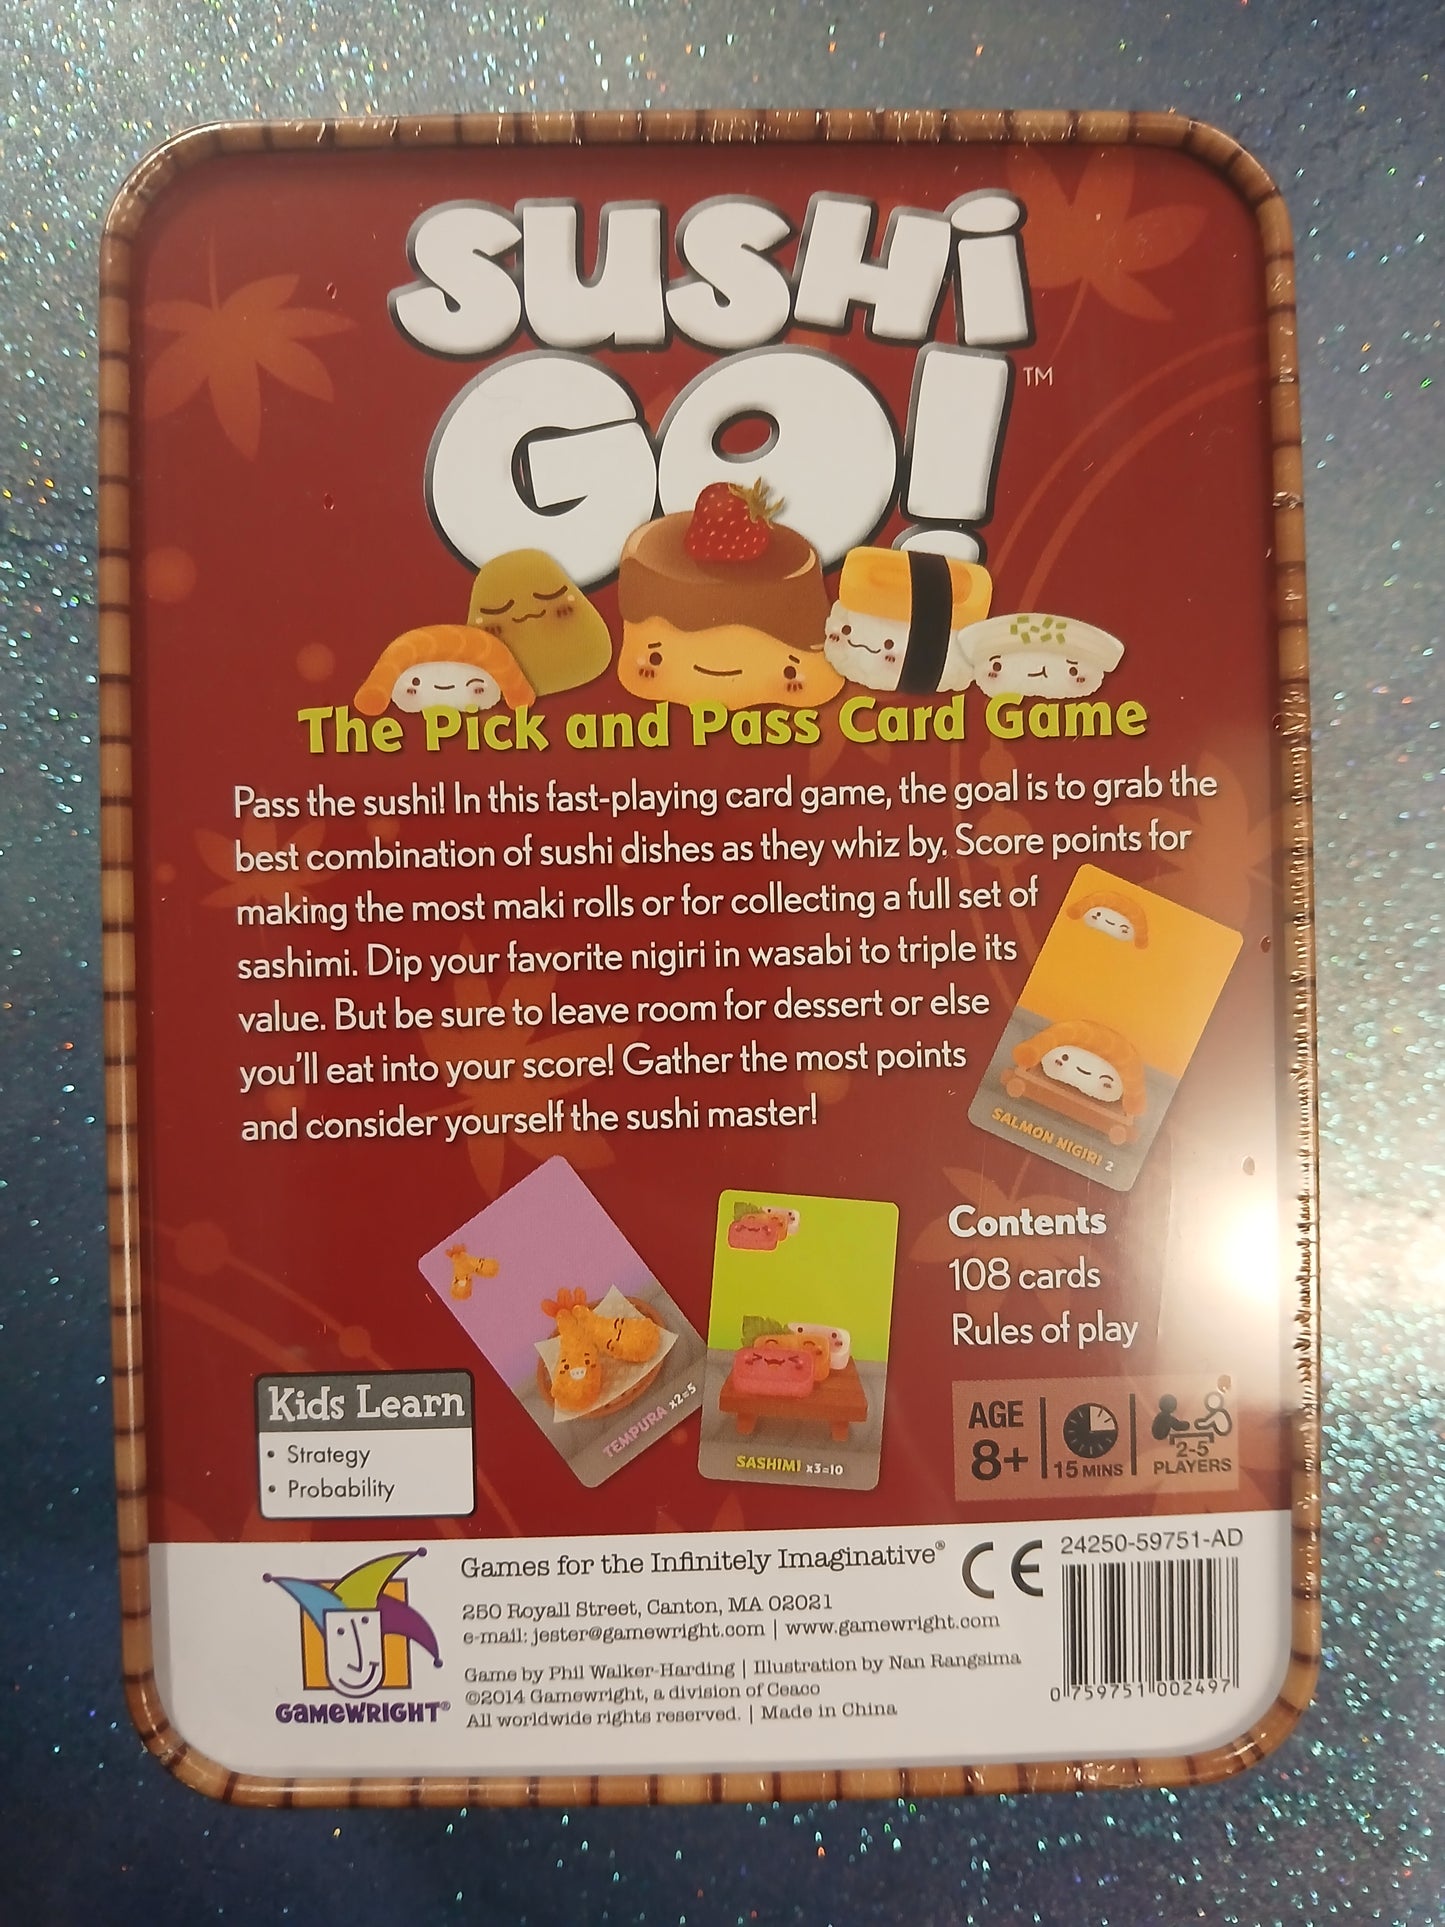 SUSHi
GO!™
The Pick and Pass Card Game
Pass the sushi! In this fast-playing card game, the goal is to grab the
best combination of sushi dishes as they whiz by. Score points for
making the most maki rolls or for collecting a full set of
sashimi. Dip your favorite nigiri in wasabi to triple its
value. But be sure to leave room for dessert or else
you'll eat into your score! Gather the most points
and consider yourself the sushi master!
SALMON NIGIRI 2
TEMPURA x2=5
SASHIMI x3=10
Contents
108 cards
Rules of play
Kids Learn
• Strategy
• Probability
AGE
8+
15 MINS
2-5
PLAYERS
GAMEWRIGHT®
Games for the Infinitely Imaginative®
250 Royall Street, Canton, MA 02021
e-mail: jester@gamewright.com | www.gamewright.com
Game by Phil Walker-Harding | Illustration by Nan Rangsima
©2014 Gamewright, a division of Ceaco
All worldwide rights reserved. | Made in China
CE
24250-59751-AD
0 759751 002497